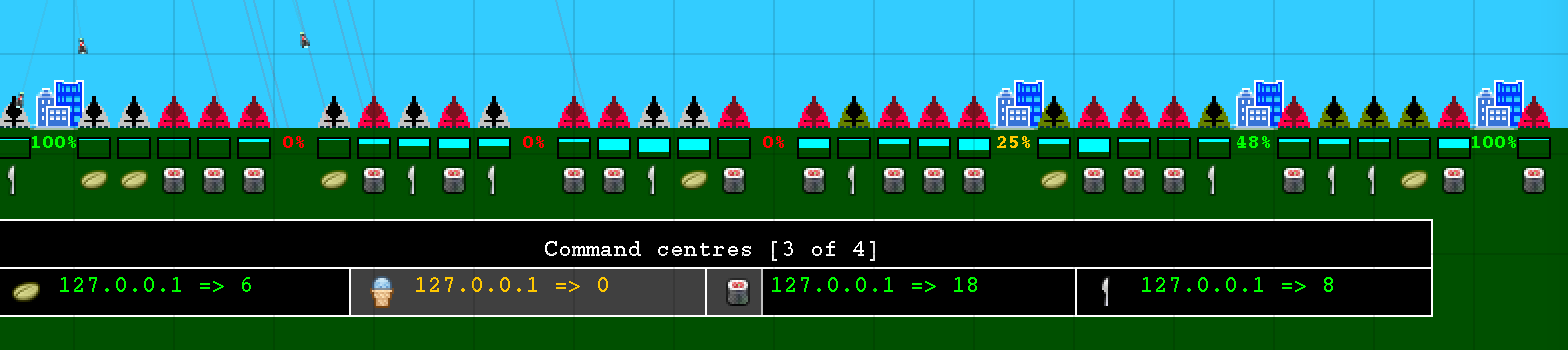 100% 0% 0% 0% 25% 48% 100%
Command centres [3 of 4]
127.0.0.1 => 6 127.0.0.1 => 0 127.0.0.1 => 18 127.0.0.1 => 8